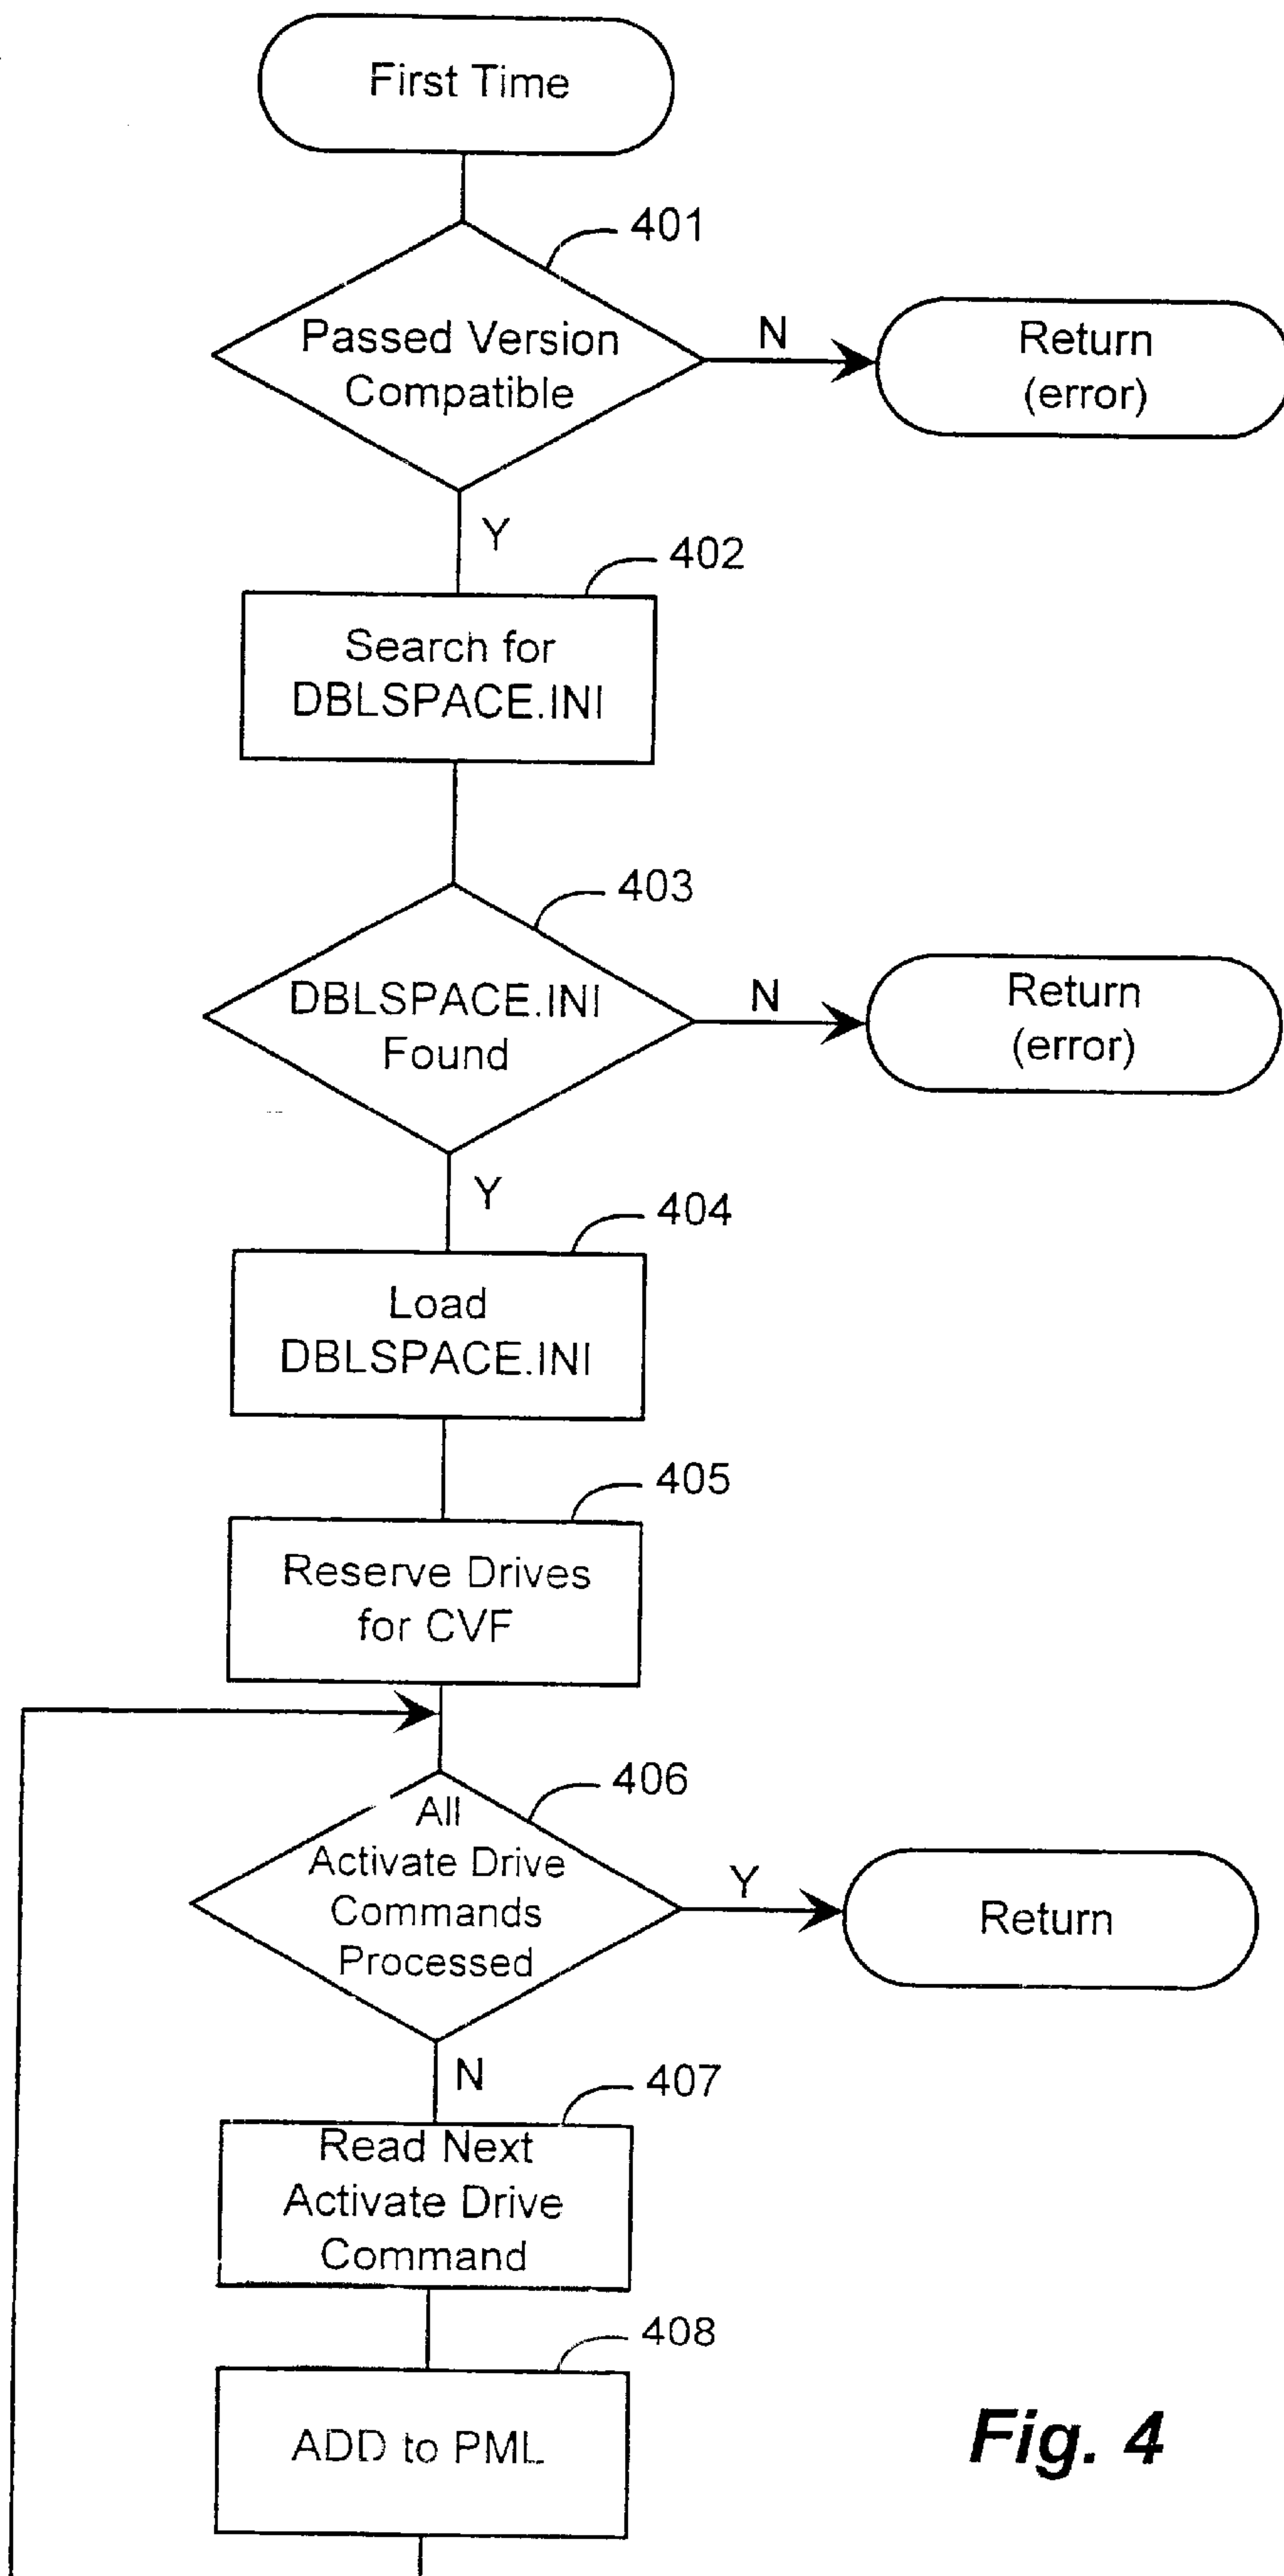 First Time
401
Passed Version
Compatible
N
Return
(error)
Y
402
Search for
DBLSPACE.INI
403
DBLSPACE.INI
Found
N
Return
(error)
Y
404
Load
DBLSPACE.INI
405
Reserve Drives
for CVF
406
All
Activate Drive
Commands
Processed
Y
Return
N
407
Read Next
Activate Drive
Command
408
ADD to PML
Fig. 4